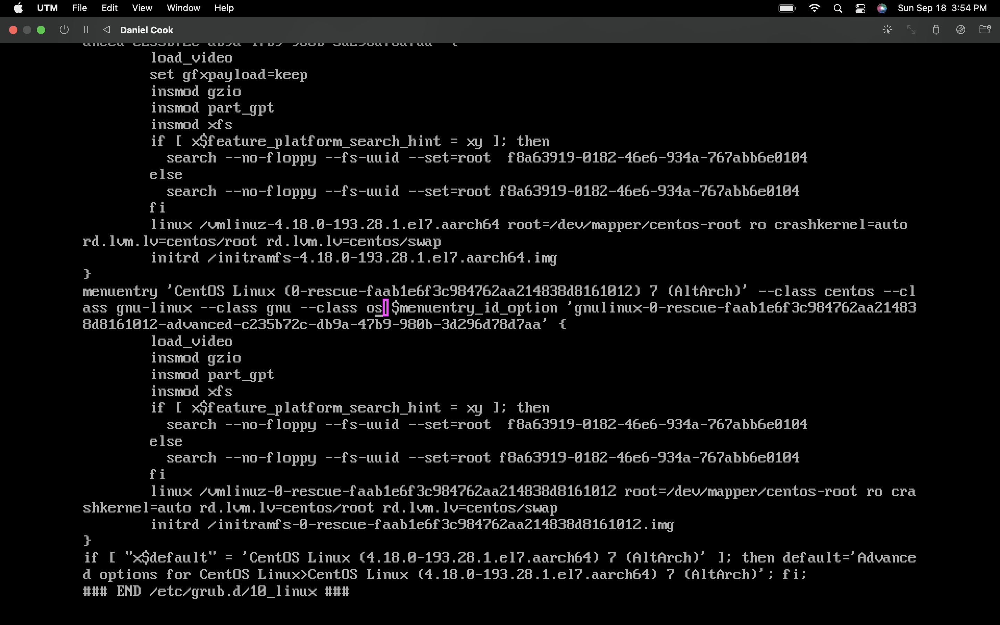 UTM File Edit View Window Help Sun Sep 18 3:54 PM
Daniel Cook
load_video
set gfxpayload=keep
insmod gzio
insmod part_gpt
insmod xfs
if [ x$feature_platform_search_hint = xy ]; then
search --no-floppy --fs-uuid --set=root  f8a63919-0182-46e6-934a-767abb6e0104
else
search --no-floppy --fs-uuid --set=root f8a63919-0182-46e6-934a-767abb6e0104
fi
linux /vmlinuz-4.18.0-193.28.1.el7.aarch64 root=/dev/mapper/centos-root ro crashkernel=auto
rd.lvm.lv=centos/root rd.lvm.lv=centos/swap
initrd /initramfs-4.18.0-193.28.1.el7.aarch64.img
}
menuentry 'CentOS Linux (0-rescue-faab1e6f3c984762aa214838d8161012) 7 (AltArch)' --class centos --cl
ass gnu-linux --class gnu --class os $menuentry_id_option 'gnulinux-0-rescue-faab1e6f3c984762aa21483
8d8161012-advanced-c235b72c-db9a-47b9-980b-3d296d78d7aa' {
load_video
insmod gzio
insmod part_gpt
insmod xfs
if [ x$feature_platform_search_hint = xy ]; then
search --no-floppy --fs-uuid --set=root  f8a63919-0182-46e6-934a-767abb6e0104
else
search --no-floppy --fs-uuid --set=root f8a63919-0182-46e6-934a-767abb6e0104
fi
linux /vmlinuz-0-rescue-faab1e6f3c984762aa214838d8161012 root=/dev/mapper/centos-root ro cra
shkernel=auto rd.lvm.lv=centos/root rd.lvm.lv=centos/swap
initrd /initramfs-0-rescue-faab1e6f3c984762aa214838d8161012.img
}
if [ "x$default" = 'CentOS Linux (4.18.0-193.28.1.el7.aarch64) 7 (AltArch)' ]; then default='Advance
d options for CentOS Linux>CentOS Linux (4.18.0-193.28.1.el7.aarch64) 7 (AltArch)'; fi;
### END /etc/grub.d/10_linux ###